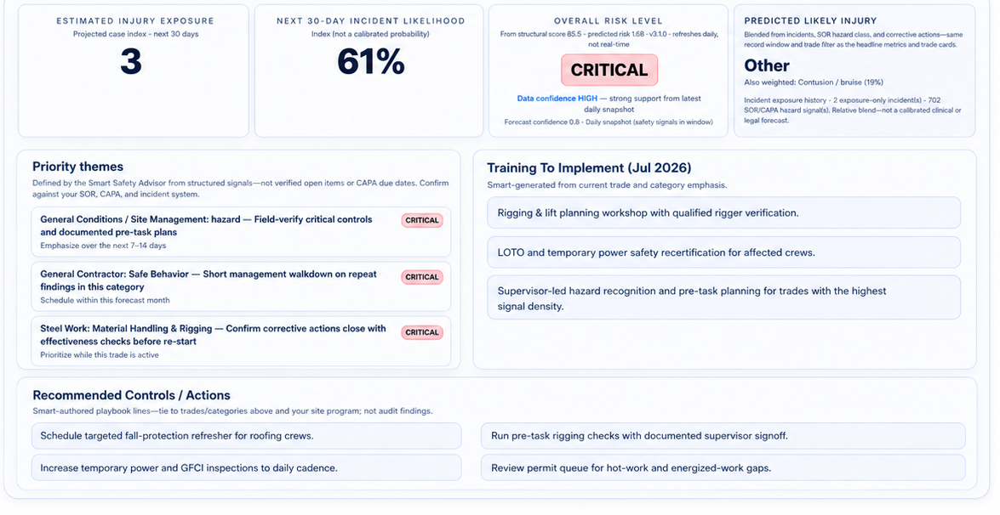 ESTIMATED INJURY EXPOSURE
Projected case index - next 30 days
3
NEXT 30-DAY INCIDENT LIKELIHOOD
Index (not a calibrated probability)
61%
OVERALL RISK LEVEL
From structural score 85.5 - predicted risk 1.68 - v3.1.0 - refreshes daily,
not real-time
CRITICAL
Data confidence HIGH — strong support from latest
daily snapshot
Forecast confidence 0.8 - Daily snapshot (safety signals in window)
PREDICTED LIKELY INJURY
Blended from incidents, SOR hazard class, and corrective actions—same
record window and trade filter as the headline metrics and trade cards.
Other
Also weighted: Contusion / bruise (19%)
Incident exposure history - 2 exposure-only incident(s) - 702
SOR/CAPA hazard signal(s). Relative blend—not a calibrated clinical or
legal forecast.
Priority themes
Defined by the Smart Safety Advisor from structured signals—not verified open items or CAPA due dates. Confirm
against your SOR, CAPA, and incident system.
General Conditions / Site Management: hazard — Field-verify critical controls
and documented pre-task plans
Emphasize over the next 7–14 days
CRITICAL
General Contractor: Safe Behavior — Short management walkdown on repeat
findings in this category
Schedule within this forecast month
CRITICAL
Steel Work: Material Handling & Rigging — Confirm corrective actions close with
effectiveness checks before re-start
Prioritize while this trade is active
CRITICAL
Training To Implement (Jul 2026)
Smart-generated from current trade and category emphasis.
Rigging & lift planning workshop with qualified rigger verification.
LOTO and temporary power safety recertification for affected crews.
Supervisor-led hazard recognition and pre-task planning for trades with the highest
signal density.
Recommended Controls / Actions
Smart-authored playbook lines—tie to trades/categories above and your site program; not audit findings.
Schedule targeted fall-protection refresher for roofing crews.
Run pre-task rigging checks with documented supervisor signoff.
Increase temporary power and GFCI inspections to daily cadence.
Review permit queue for hot-work and energized-work gaps.